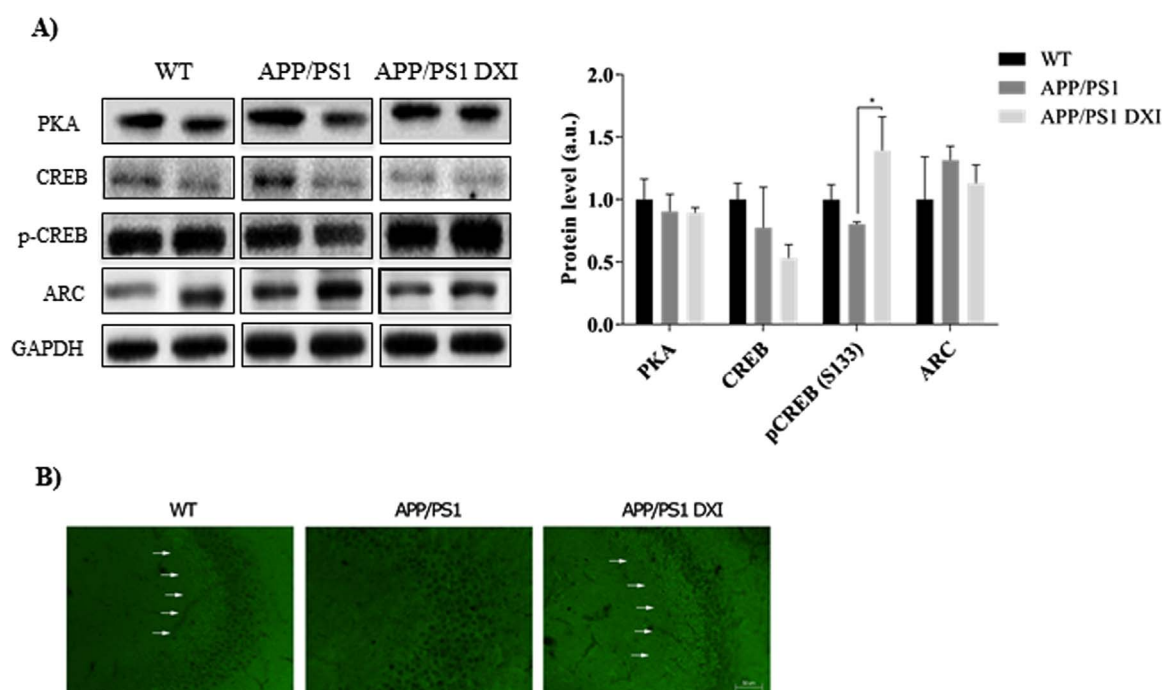 A)
WT APP/PS1 APP/PS1 DXI
PKA
CREB
p-CREB
ARC
GAPDH
WT
APP/PS1
APP/PS1 DXI
Protein level (a.u.)
2.0
1.5
1.0
0.5
0.0
*
PKA CREB pCREB (S133) ARC
B)
WT APP/PS1 APP/PS1 DXI